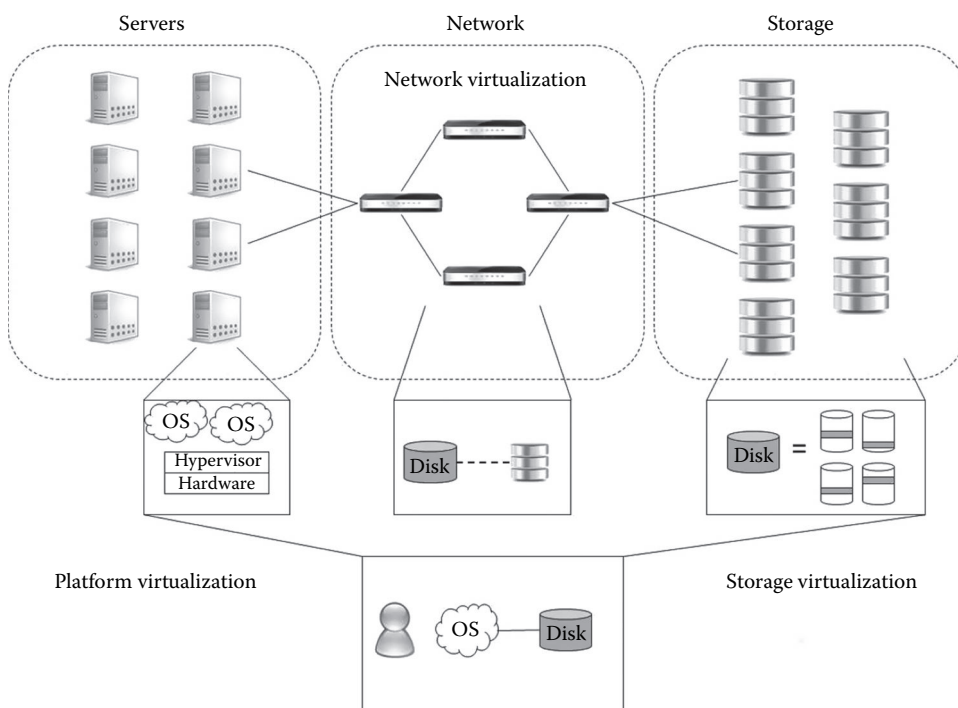 Servers
Network
Storage
Network virtualization
OS
OS
Hypervisor
Hardware
Disk
Disk
=
Platform virtualization
Storage virtualization
OS
Disk